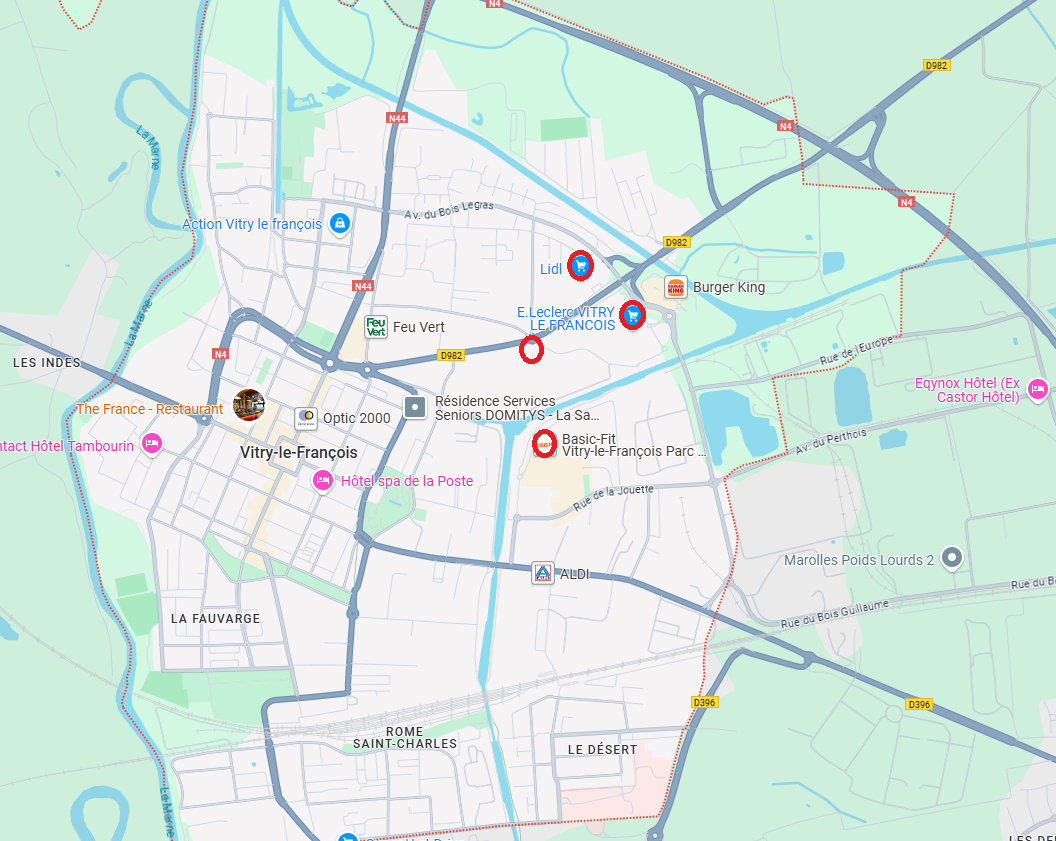 N4
D982
La Marne
N44
N4
Av. du Bois Legras
N4
Action Vitry le françois
D982
Lidl
N44
Burger King
E.Leclerc VITRY
LE FRANCOIS
Feu
Vert
Feu Vert
La Marne
D982
N4
LES INDES
Rue de l'Europe
Eqynox Hôtel (Ex
Castor Hôtel)
The France - Restaurant
Résidence Services
Seniors DOMITYS - La Sa...
Optic 2000
ntact Hôtel Tambourin
Basic-Fit
Vitry-le-François Parc ...
Av. du Perthois
Vitry-le-François
Hôtel spa de la Poste
Rue de la Jouette
Marolles Poids Lourds 2
ALDI
ALDI
Rue du Ba
Rue du Bois Guillaume
LA FAUVARGE
D396
D396
ROME
SAINT-CHARLES
LE DÉSERT
La Marne